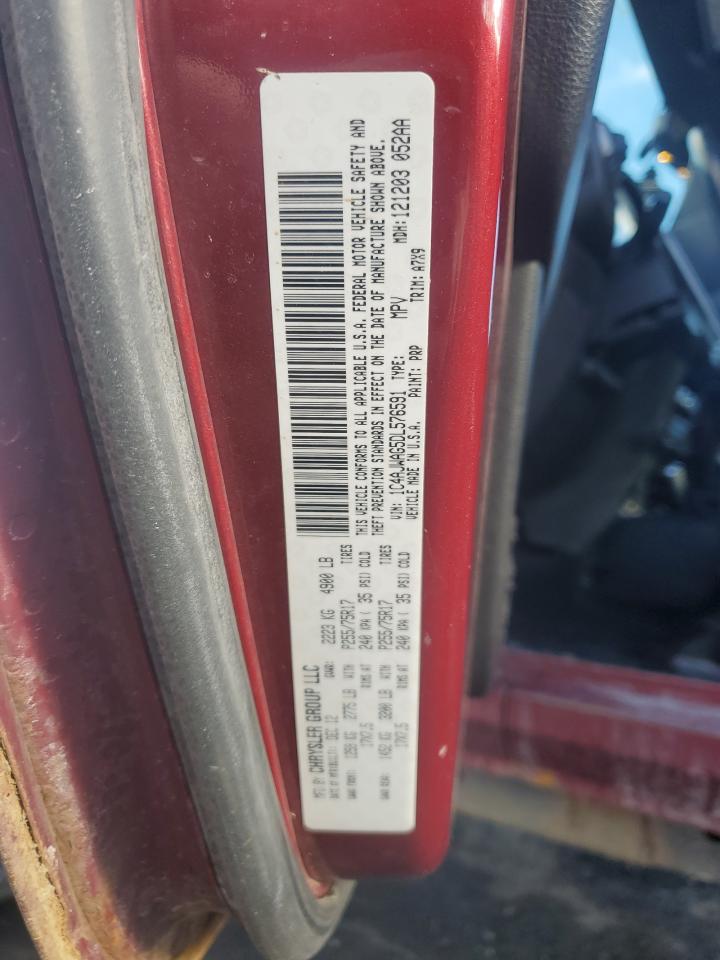 MFD BY: CHRYSLER GROUP LLC
DATE OF MFR: DEC 12 GVWR: 2223 KG 4900 LB
GAWR FRONT: 1259 KG 2775 LB WITH P255/75R17 TIRES
17X7.5 RIMS AT 240 KPA ( 35 PSI) COLD
GAWR REAR: 1452 KG 3200 LB WITH P255/75R17 TIRES
17X7.5 RIMS AT 240 KPA ( 35 PSI) COLD
THIS VEHICLE CONFORMS TO ALL APPLICABLE U.S.A. FEDERAL MOTOR VEHICLE SAFETY AND
THEFT PREVENTION STANDARDS IN EFFECT ON THE DATE OF MANUFACTURE SHOWN ABOVE.
VIN: 1C4AJWAG5DL576591 TYPE: MPV MDH:121203 052AA
VEHICLE MADE IN U.S.A. PAINT: PRP TRIM: A7X9